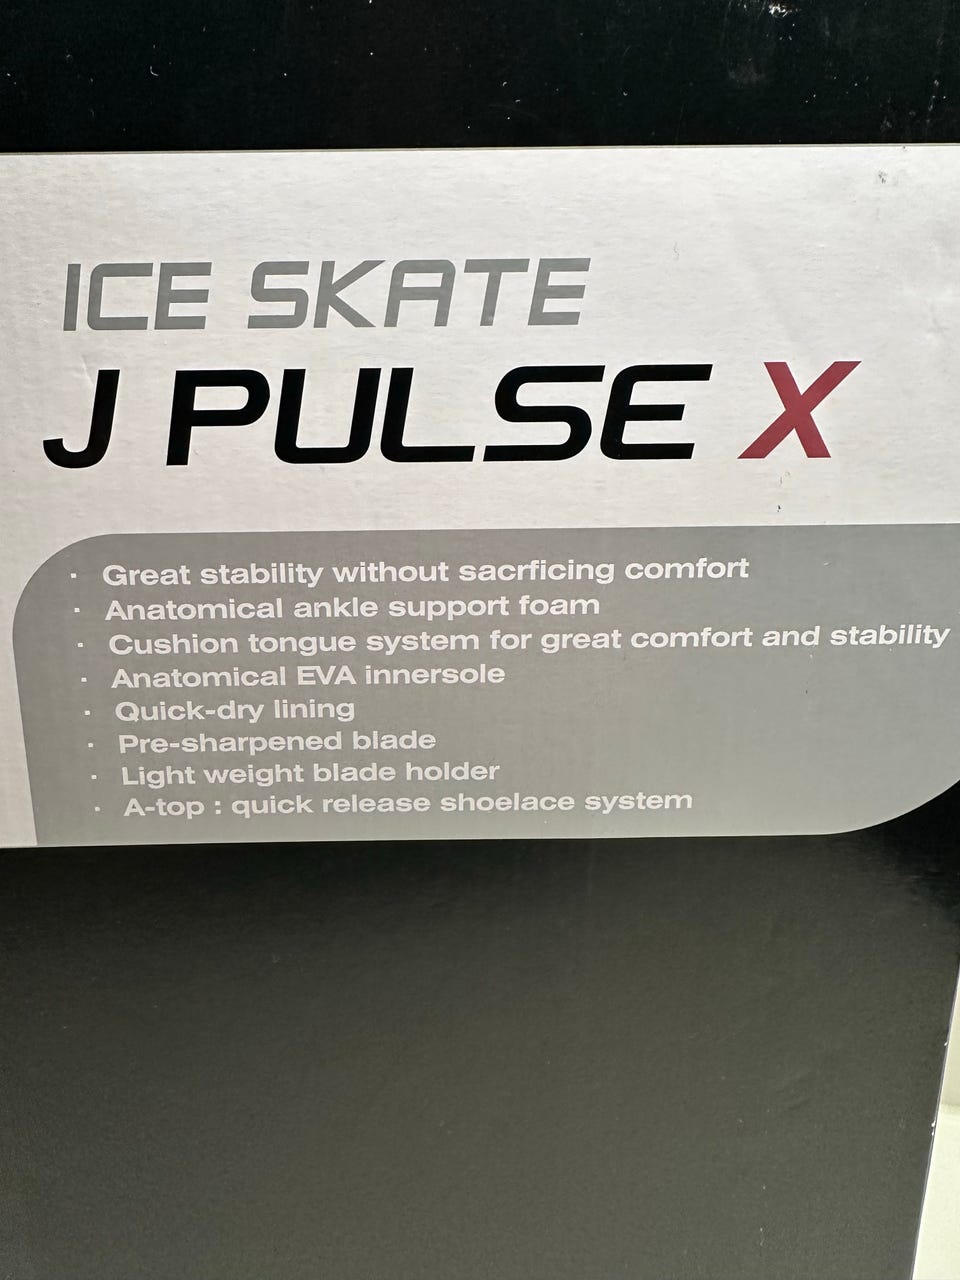 ICE SKATE
J PULSE X
· Great stability without sacrficing comfort
· Anatomical ankle support foam
· Cushion tongue system for great comfort and stability
· Anatomical EVA innersole
· Quick-dry lining
· Pre-sharpened blade
· Light weight blade holder
· A-top : quick release shoelace system